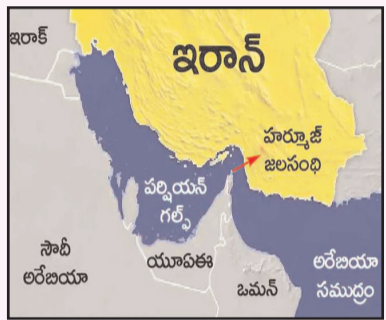 ఇరాక్
ఇరాన్
హర్మూజ్
జలసంధి
పర్షియన్
గల్ఫ్
సౌదీ
అరేబియా
యూఏఈ
ఒమన్
అరేబియా
సముద్రం